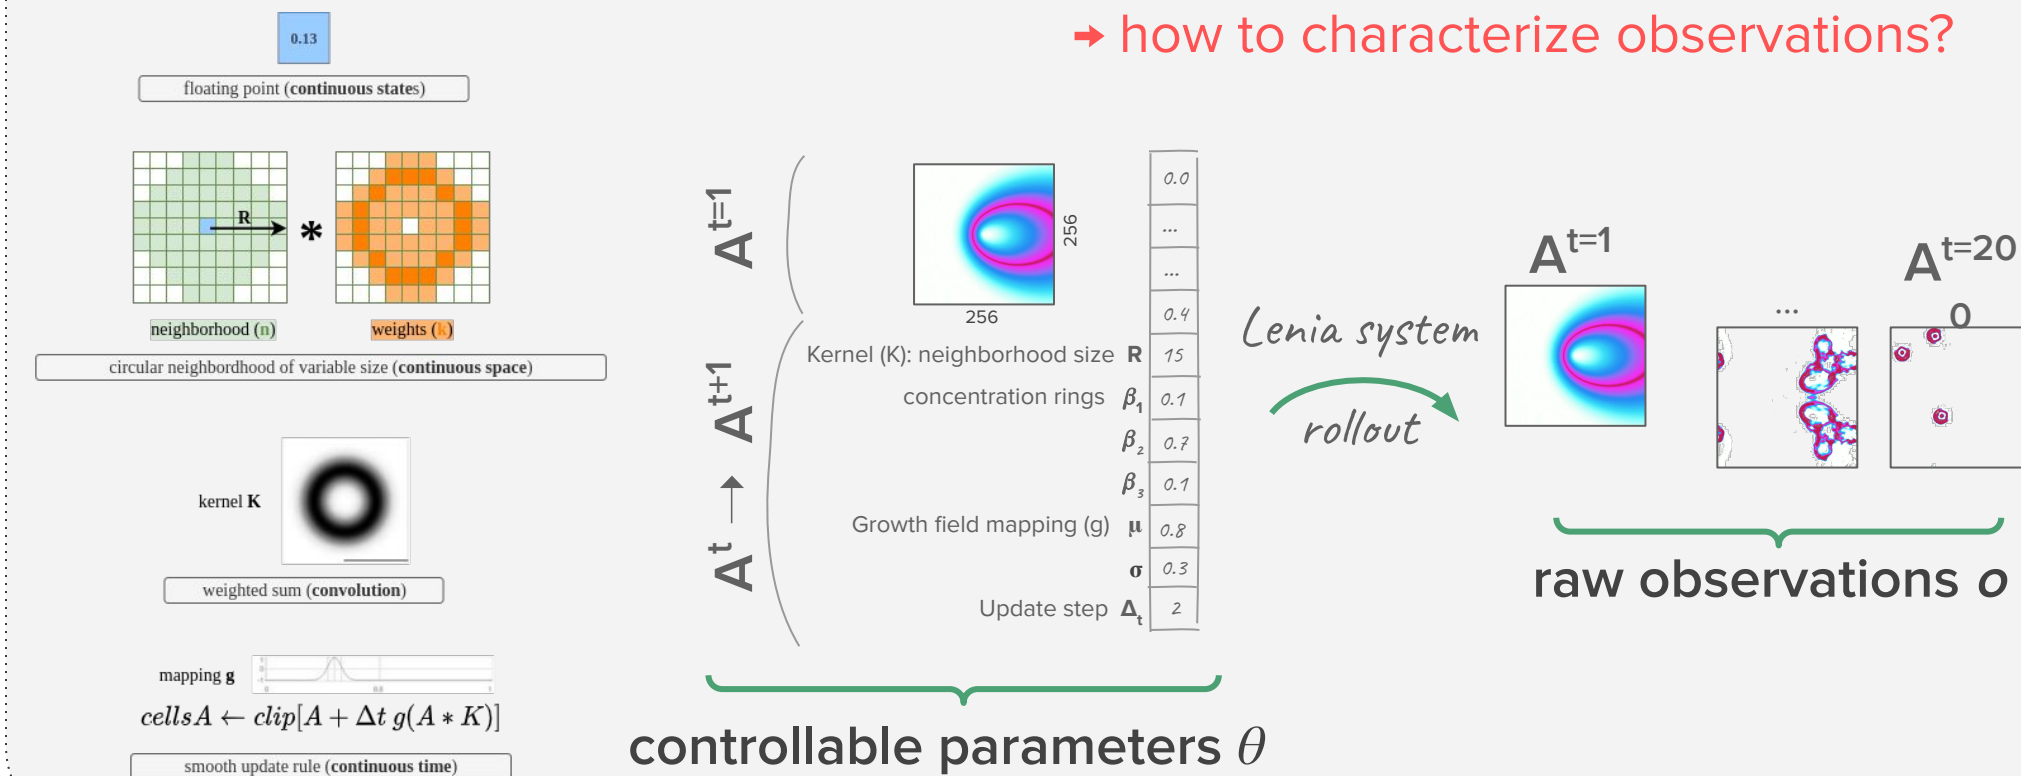 ➜ how to characterize observations?
0.13
floating point (continuous states)
R
*
neighborhood (n)
weights (k)
circular neighbordhood of variable size (continuous space)
kernel K
weighted sum (convolution)
mapping g
cells A ← clip[A + Δt g(A * K)]
smooth update rule (continuous time)
A^t=1
256
256
0.0
...
...
0.4
A^t → A^t+1
Kernel (K): neighborhood size R 15
concentration rings β₁ 0.1
β₂ 0.7
β₃ 0.1
Growth field mapping (g) μ 0.8
σ 0.3
Update step Δt 2
controllable parameters θ
Lenia system
rollout
A^t=1
...
A^t=20
0
raw observations o